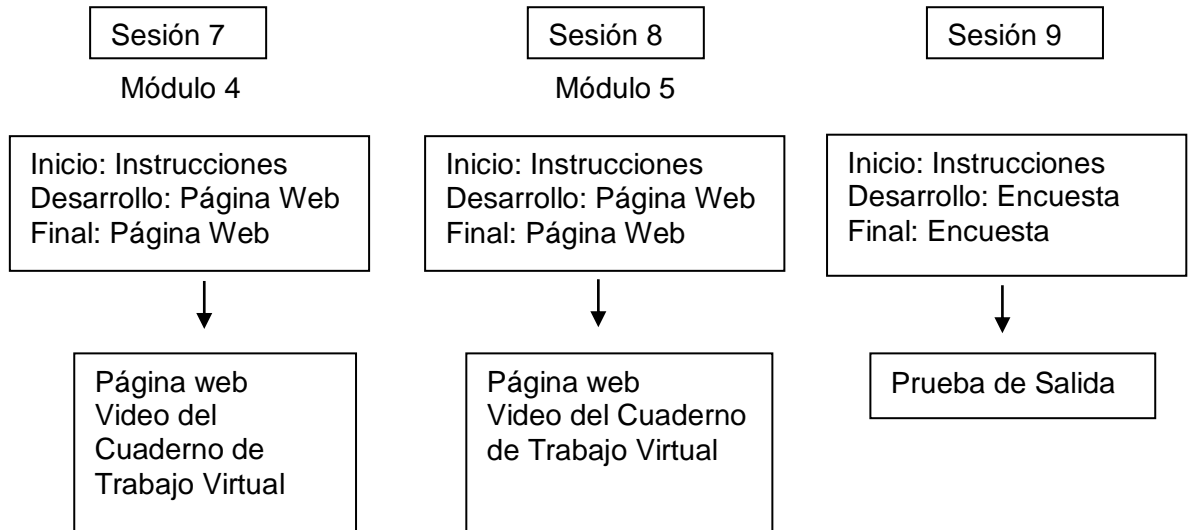 Sesión 7
Módulo 4
Inicio: Instrucciones
Desarrollo: Página Web
Final: Página Web
Página web
Video del
Cuaderno de
Trabajo Virtual
Sesión 8
Módulo 5
Inicio: Instrucciones
Desarrollo: Página Web
Final: Página Web
Página web
Video del Cuaderno
de Trabajo Virtual
Sesión 9
Inicio: Instrucciones
Desarrollo: Encuesta
Final: Encuesta
Prueba de Salida